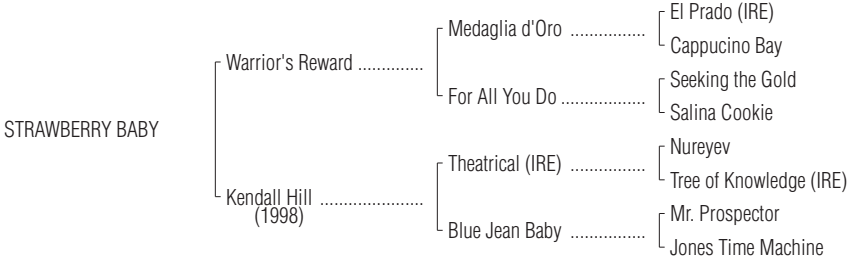 El Prado (IRE)
Medaglia d'Oro ................
Cappucino Bay
Warrior's Reward ..............
Seeking the Gold
For All You Do ..................
Salina Cookie
STRAWBERRY BABY
Nureyev
Theatrical (IRE) ................
Tree of Knowledge (IRE)
Kendall Hill ......................
(1998)
Mr. Prospector
Blue Jean Baby ................
Jones Time Machine